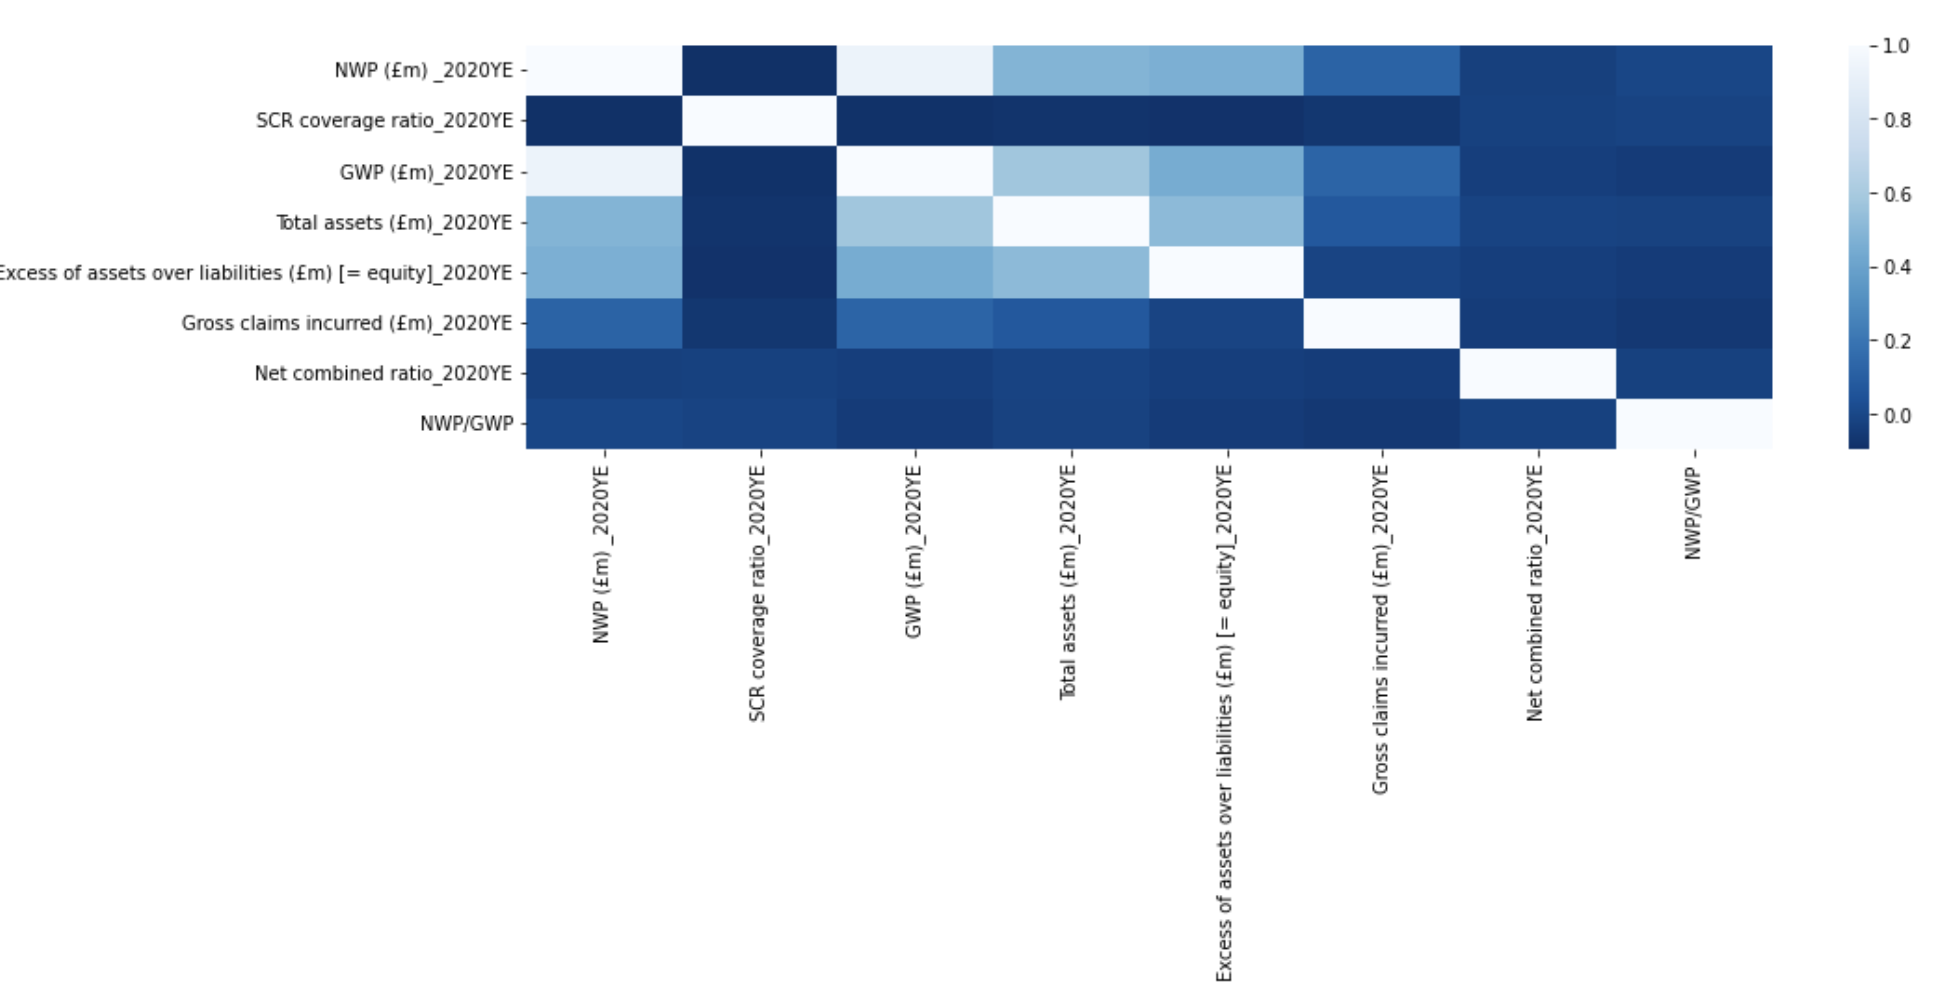 NWP (£m) _2020YE
SCR coverage ratio_2020YE
GWP (£m)_2020YE
Total assets (£m)_2020YE
Excess of assets over liabilities (£m) [= equity]_2020YE
Gross claims incurred (£m)_2020YE
Net combined ratio_2020YE
NWP/GWP
NWP (£m) _2020YE
SCR coverage ratio_2020YE
GWP (£m)_2020YE
Total assets (£m)_2020YE
Excess of assets over liabilities (£m) [= equity]_2020YE
Gross claims incurred (£m)_2020YE
Net combined ratio_2020YE
NWP/GWP
1.0
0.8
0.6
0.4
0.2
0.0